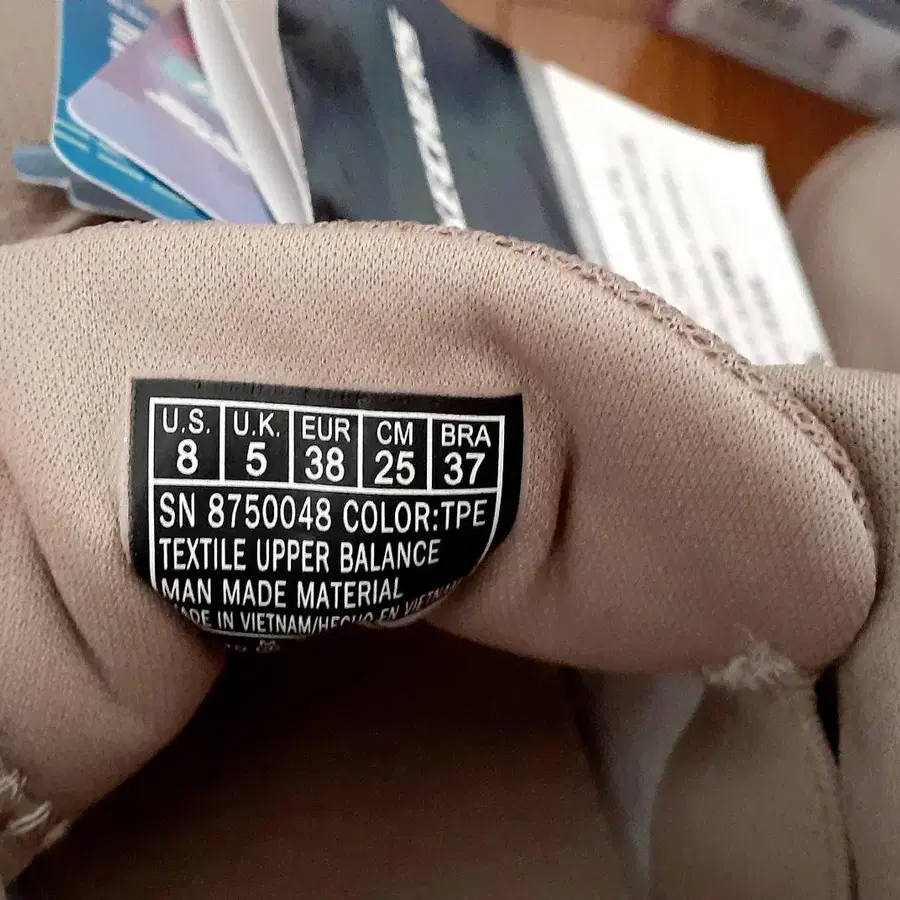 SKECHERS
U.S. U.K. EUR CM BRA
8 5 38 25 37
SN 8750048 COLOR:TPE
TEXTILE UPPER BALANCE
MAN MADE MATERIAL
MADE IN VIETNAM/HECHO EN VIETNAM